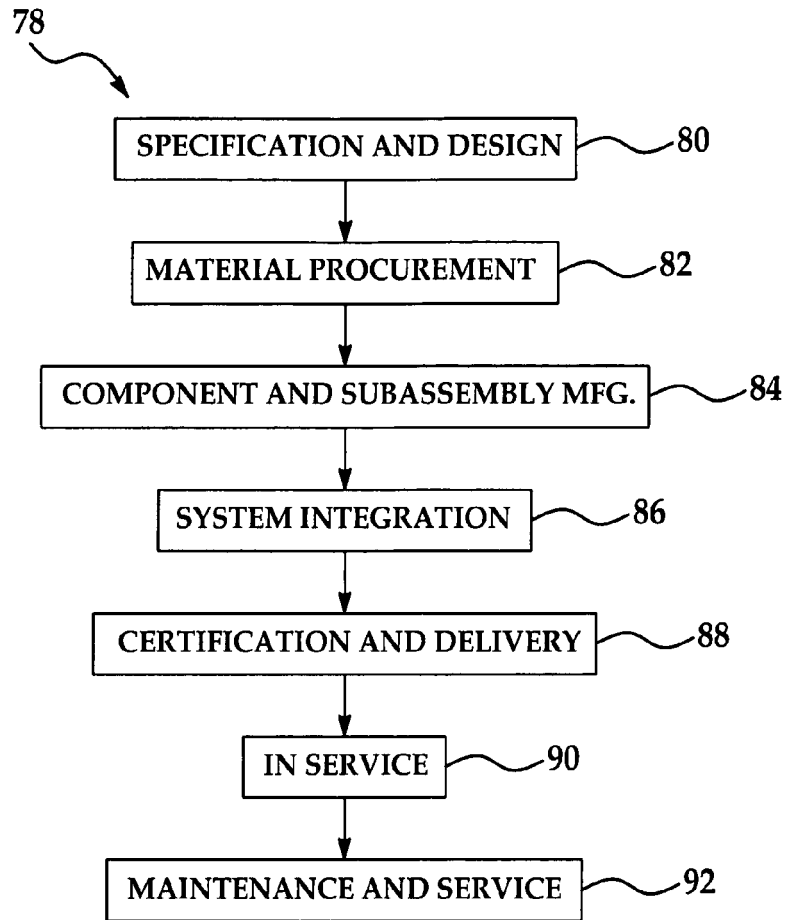 78
SPECIFICATION AND DESIGN
80
MATERIAL PROCUREMENT
82
COMPONENT AND SUBASSEMBLY MFG.
84
SYSTEM INTEGRATION
86
CERTIFICATION AND DELIVERY
88
IN SERVICE
90
MAINTENANCE AND SERVICE
92